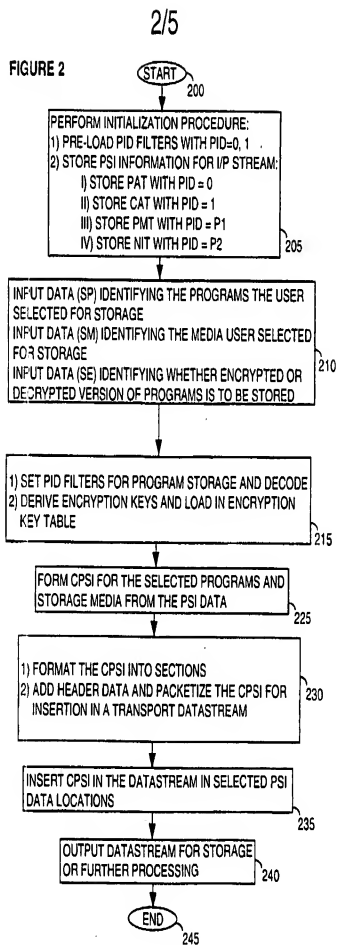 2/5
FIGURE 2
START
200
PERFORM INITIALIZATION PROCEDURE:
1) PRE-LOAD PID FILTERS WITH PID=0, 1
2) STORE PSI INFORMATION FOR I/P STREAM:
I) STORE PAT WITH PID = 0
II) STORE CAT WITH PID = 1
III) STORE PMT WITH PID = P1
IV) STORE NIT WITH PID = P2
205
INPUT DATA (SP) IDENTIFYING THE PROGRAMS THE USER
SELECTED FOR STORAGE
INPUT DATA (SM) IDENTIFYING THE MEDIA USER SELECTED
FOR STORAGE
INPUT DATA (SE) IDENTIFYING WHETHER ENCRYPTED OR
DECRYPTED VERSION OF PROGRAMS IS TO BE STORED
210
1) SET PID FILTERS FOR PROGRAM STORAGE AND DECODE
2) DERIVE ENCRYPTION KEYS AND LOAD IN ENCRYPTION
KEY TABLE
215
FORM CPSI FOR THE SELECTED PROGRAMS AND
STORAGE MEDIA FROM THE PSI DATA
225
1) FORMAT THE CPSI INTO SECTIONS
2) ADD HEADER DATA AND PACKETIZE THE CPSI FOR
INSERTION IN A TRANSPORT DATASTREAM
230
INSERT CPSI IN THE DATASTREAM IN SELECTED PSI
DATA LOCATIONS
235
OUTPUT DATASTREAM FOR STORAGE
OR FURTHER PROCESSING
240
END
245